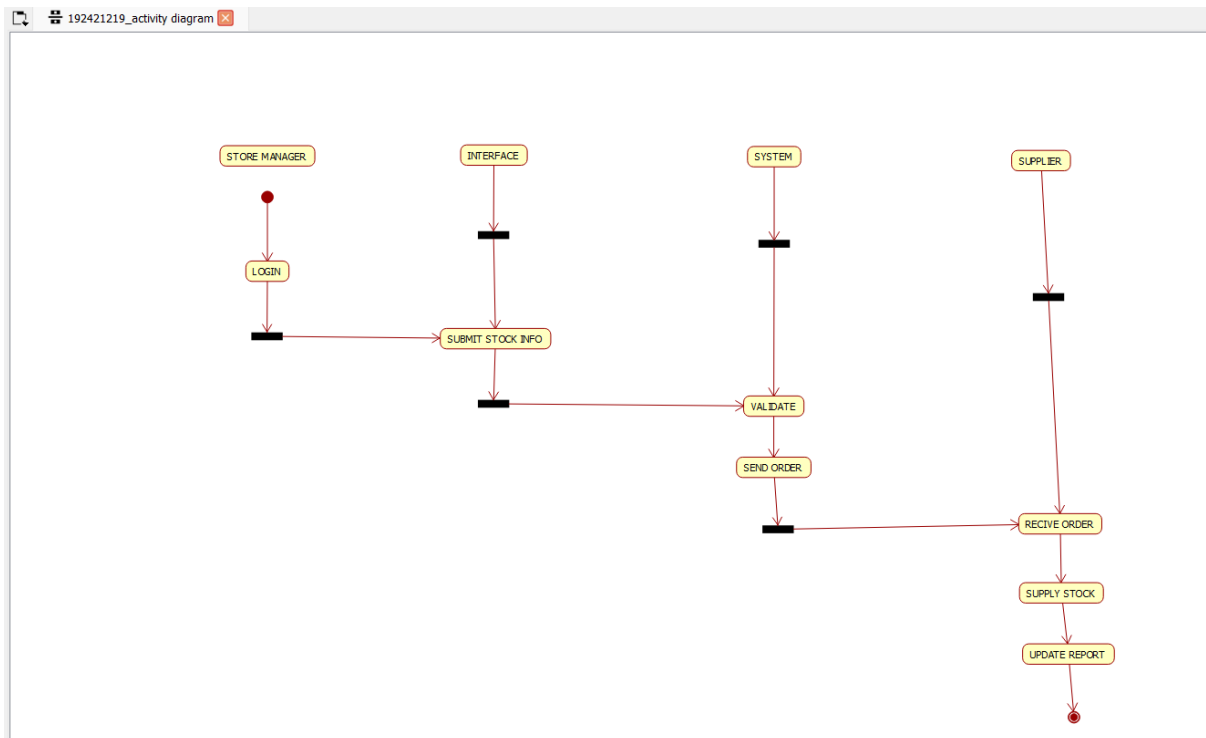 192421219_activity diagram
STORE MANAGER
INTERFACE
SYSTEM
SUPPLIER
LOGIN
SUBMIT STOCK INFO
VALIDATE
SEND ORDER
RECIVE ORDER
SUPPLY STOCK
UPDATE REPORT